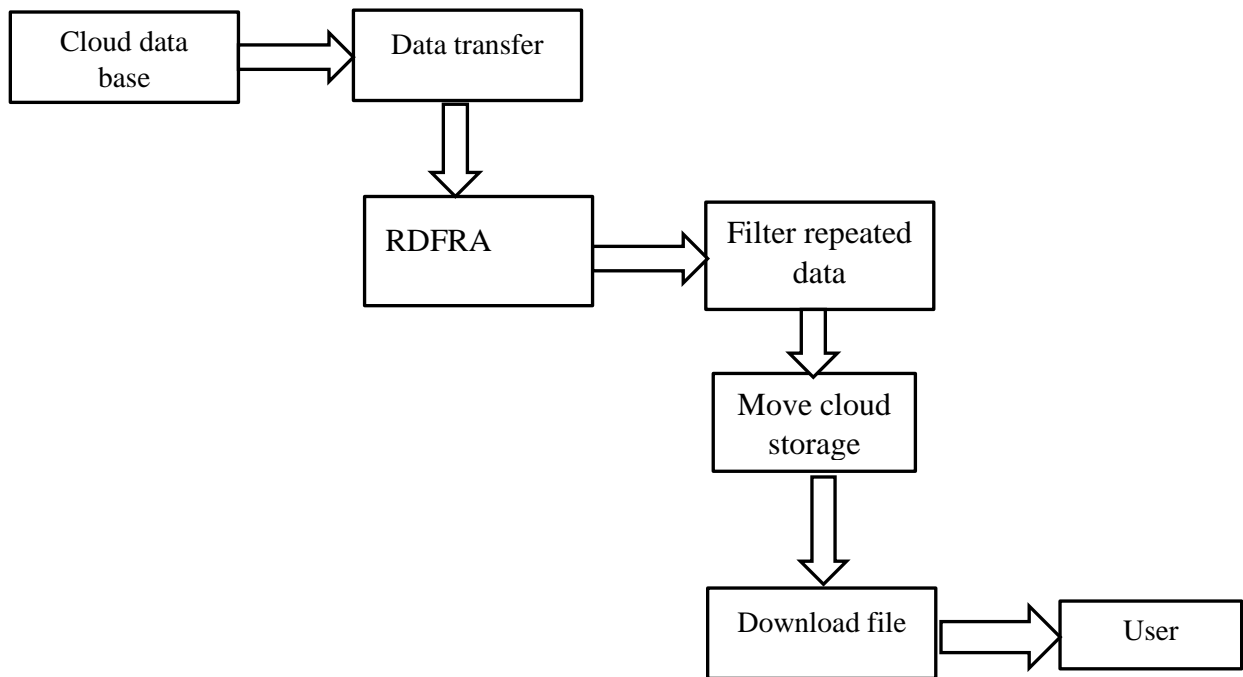 Cloud data
base
Data transfer
RDFRA
Filter repeated
data
Move cloud
storage
Download file
User